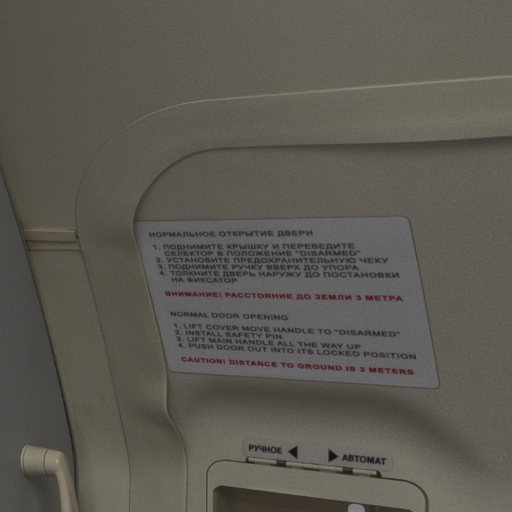 НОРМАЛЬНОЕ ОТКРЫТИЕ ДВЕРИ
1. ПОДНИМИТЕ КРЫШКУ И ПЕРЕВЕДИТЕ
СЕЛЕКТОР В ПОЛОЖЕНИЕ "DISARMED"
2. УСТАНОВИТЕ ПРЕДОХРАНИТЕЛЬНУЮ ЧЕКУ
3. ПОДНИМИТЕ РУЧКУ ВВЕРХ ДО УПОРА
4. ТОЛКНИТЕ ДВЕРЬ НАРУЖУ ДО ПОСТАНОВКИ
НА ФИКСАТОР
ВНИМАНИЕ! РАССТОЯНИЕ ДО ЗЕМЛИ 3 МЕТРА
NORMAL DOOR OPENING
1. LIFT COVER MOVE HANDLE TO "DISARMED"
2. INSTALL SAFETY PIN
3. LIFT MAIN HANDLE ALL THE WAY UP
4. PUSH DOOR OUT INTO ITS LOCKED POSITION
CAUTION! DISTANCE TO GROUND IS 3 METERS
РУЧНОЕ ◀ ▶ АВТОМАТ